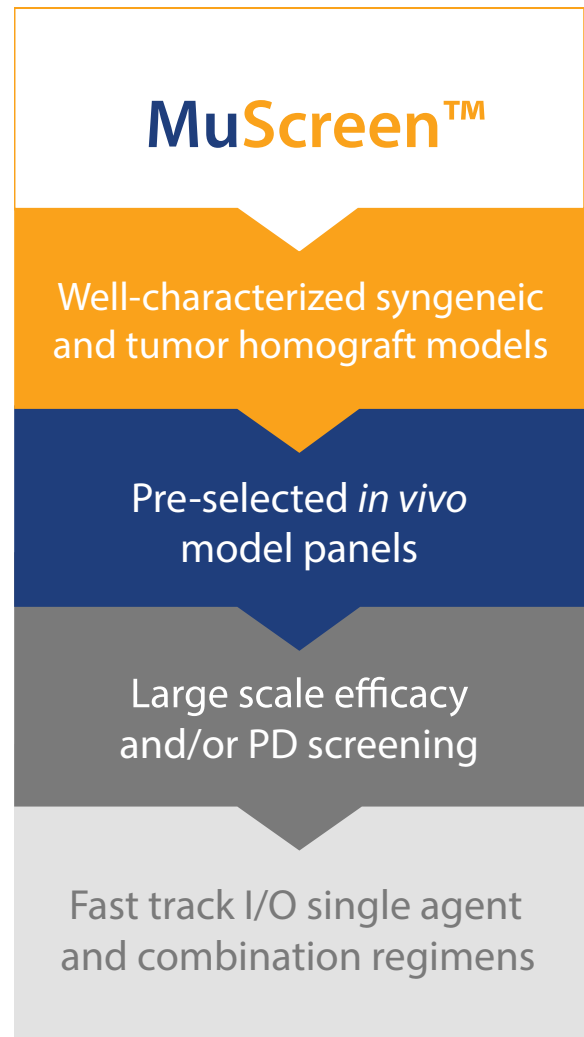 MuScreen™
Well-characterized syngeneic
and tumor homograft models
Pre-selected in vivo
model panels
Large scale efficacy
and/or PD screening
Fast track I/O single agent
and combination regimens